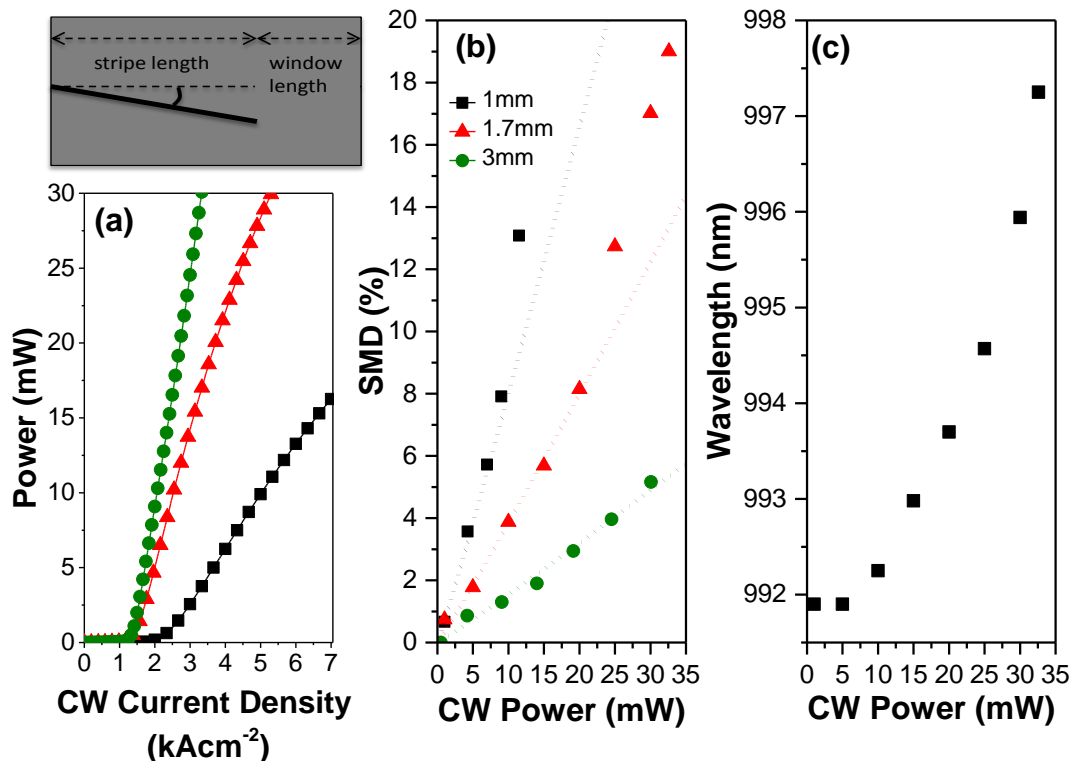 stripe length
window
length
(a)
30
25
20
15
10
5
0
Power (mW)
0 1 2 3 4 5 6 7
CW Current Density
(kAcm-2)
(b)
1mm
1.7mm
3mm
20
18
16
14
12
10
8
6
4
2
0
SMD (%)
0 5 10 15 20 25 30 35
CW Power (mW)
(c)
998
997
996
995
994
993
992
Wavelength (nm)
0 5 10 15 20 25 30 35
CW Power (mW)